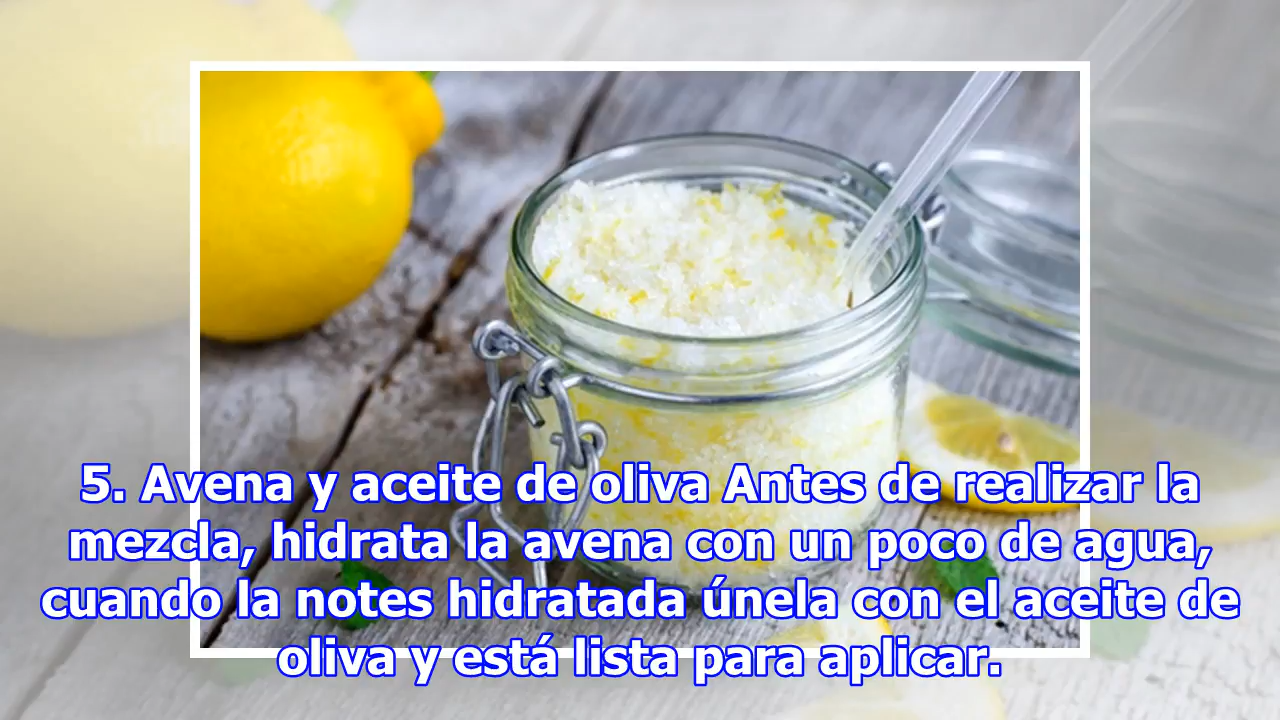 5. Avena y aceite de oliva Antes de realizar la
mezcla, hidrata la avena con un poco de agua,
cuando la notes hidratada únela con el aceite de
oliva y está lista para aplicar.